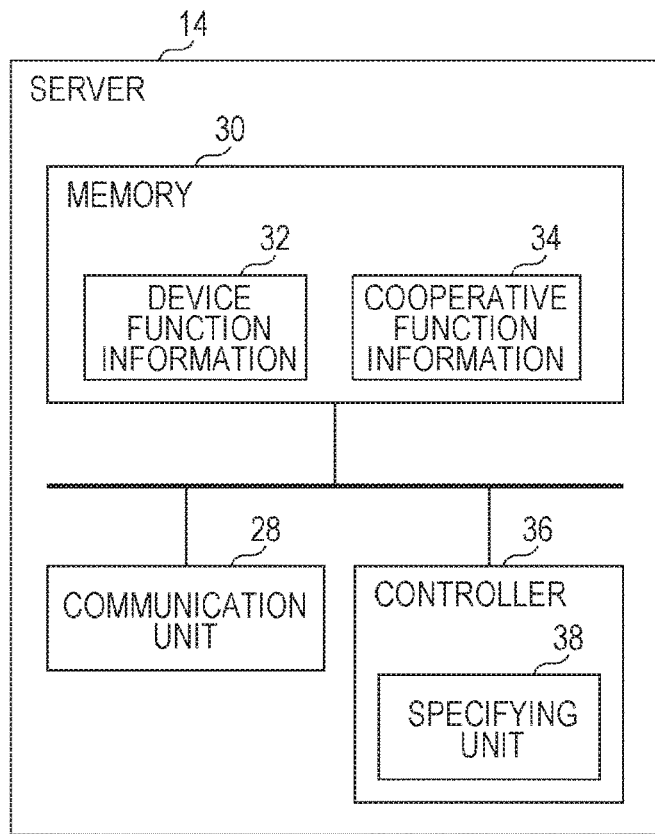 14
SERVER
30
MEMORY
32
34
DEVICE
FUNCTION
INFORMATION
COOPERATIVE
FUNCTION
INFORMATION
28
36
COMMUNICATION
UNIT
CONTROLLER
38
SPECIFYING
UNIT